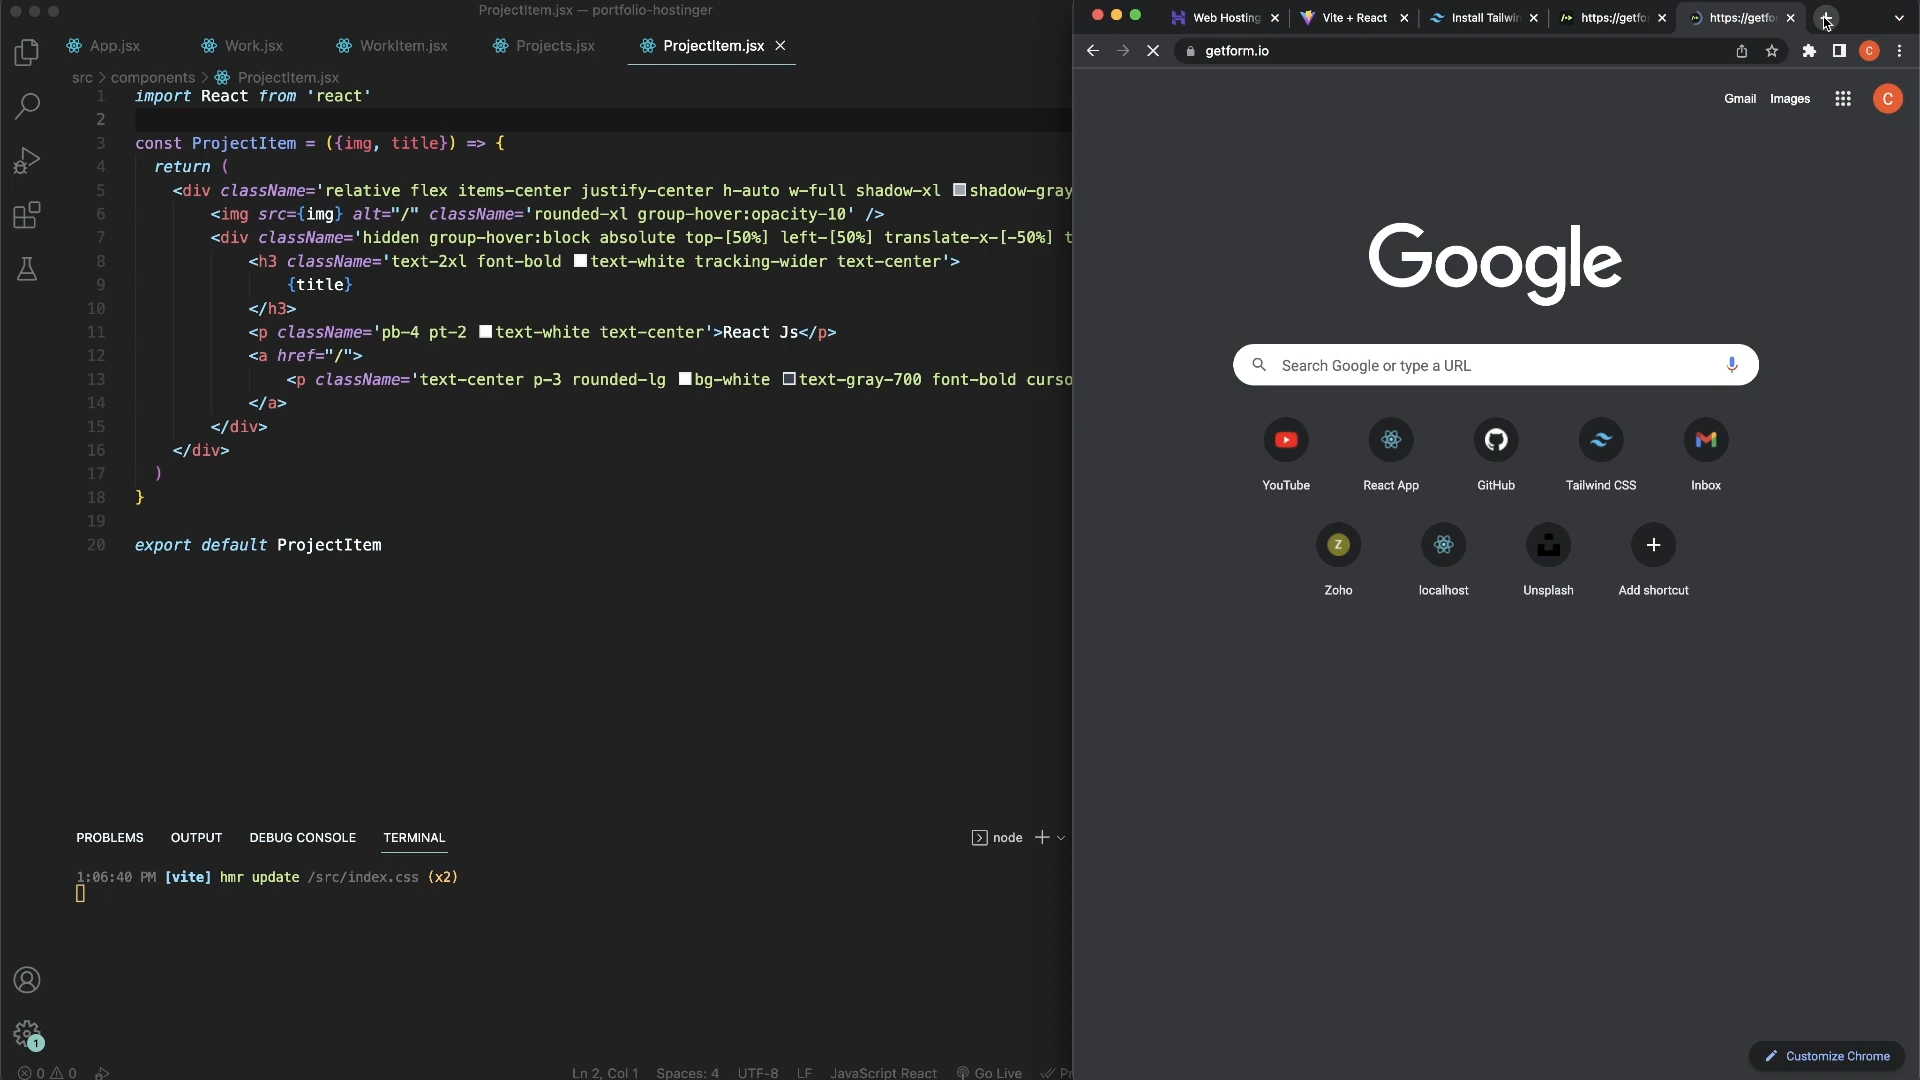 ProjectItem.jsx — portfolio-hostinger
App.jsx
Work.jsx
WorkItem.jsx
Projects.jsx
ProjectItem.jsx
src > components > ProjectItem.jsx
1 import React from 'react'
2
3 const ProjectItem = ({img, title}) => {
4 return (
5 <div className='relative flex items-center justify-center h-auto w-full shadow-xl shadow-gray
6 <img src={img} alt="/" className='rounded-xl group-hover:opacity-10' />
7 <div className='hidden group-hover:block absolute top-[50%] left-[50%] translate-x-[-50%] t
8 <h3 className='text-2xl font-bold text-white tracking-wider text-center'>
9 {title}
10 </h3>
11 <p className='pb-4 pt-2 text-white text-center'>React Js</p>
12 <a href="/">
13 <p className='text-center p-3 rounded-lg bg-white text-gray-700 font-bold curso
14 </a>
15 </div>
16 </div>
17 )
18 }
19
20 export default ProjectItem
PROBLEMS
OUTPUT
DEBUG CONSOLE
TERMINAL
node
1:06:40 PM [vite] hmr update /src/index.css (x2)
1
0 0
Ln 2, Col 1
Spaces: 4
UTF-8
LF
JavaScript React
Go Live
Pr
Web Hosting
Vite + React
Install Tailwin
https://getfo
https://getfo
getform.io
C
Gmail
Images
C
Google
Search Google or type a URL
YouTube
React App
GitHub
Tailwind CSS
Inbox
Z
Zoho
localhost
Unsplash
Add shortcut
Customize Chrome